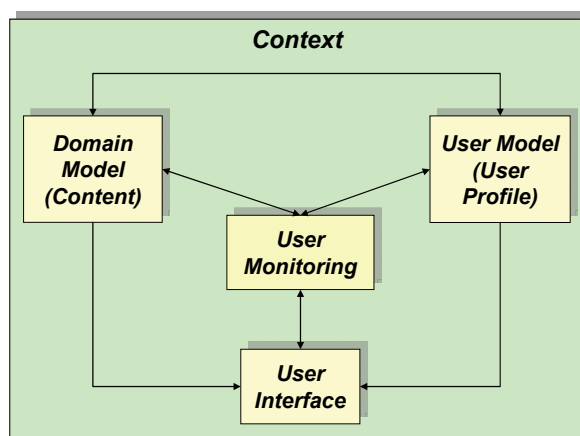 Context
Domain
Model
(Content)
User Model
(User
Profile)
User
Monitoring
User
Interface